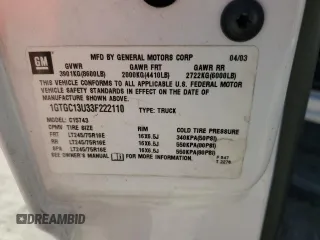 GM MFD BY GENERAL MOTORS CORP 04/03
GVWR GAWR FRT GAWR RR
3901KG(8600LB) 2000KG(4410LB) 2722KG(6000LB)
THIS VEHICLE CONFORMS TO ALL APPLICABLE U.S. FEDERAL
MOTOR VEHICLE SAFETY STANDARDS IN EFFECT ON THE DATE
OF MANUFACTURE SHOWN ABOVE.
1GTGC13U33F222110 TYPE: TRUCK
MODEL: C15743
TIRE SIZE RIM COLD TIRE PRESSURE
FRT LT245/75R16E 16X6.5J 340KPA(50PSI)
RR LT245/75R16E 16X6.5J 550KPA(80PSI)
SPA LT245/75R16E 16X6.5J 550KPA(80PSI)
SEE OWNER'S MANUAL
© DREAMBID